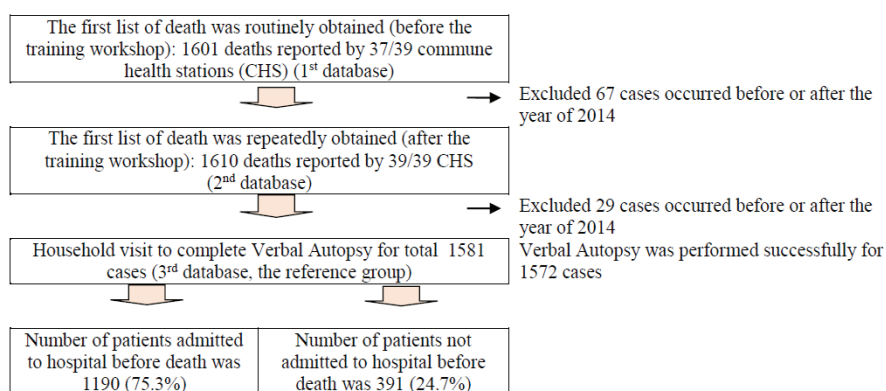 The first list of death was routinely obtained (before the
training workshop): 1601 deaths reported by 37/39 commune
health stations (CHS) (1st database)
Excluded 67 cases occurred before or after the
year of 2014
The first list of death was repeatedly obtained (after the
training workshop): 1610 deaths reported by 39/39 CHS
(2nd database)
Excluded 29 cases occurred before or after the
year of 2014
Household visit to complete Verbal Autopsy for total 1581
cases (3rd database, the reference group)
Verbal Autopsy was performed successfully for
1572 cases
Number of patients admitted
to hospital before death was
1190 (75.3%)
Number of patients not
admitted to hospital before
death was 391 (24.7%)